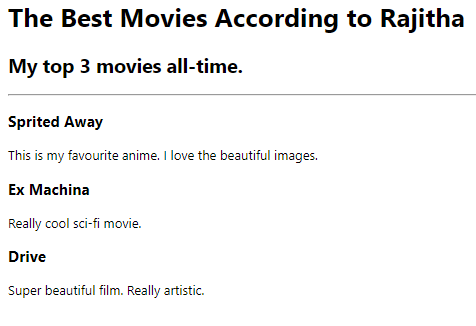 The Best Movies According to Rajitha
My top 3 movies all-time.
Sprited Away
This is my favourite anime. I love the beautiful images.
Ex Machina
Really cool sci-fi movie.
Drive
Super beautiful film. Really artistic.